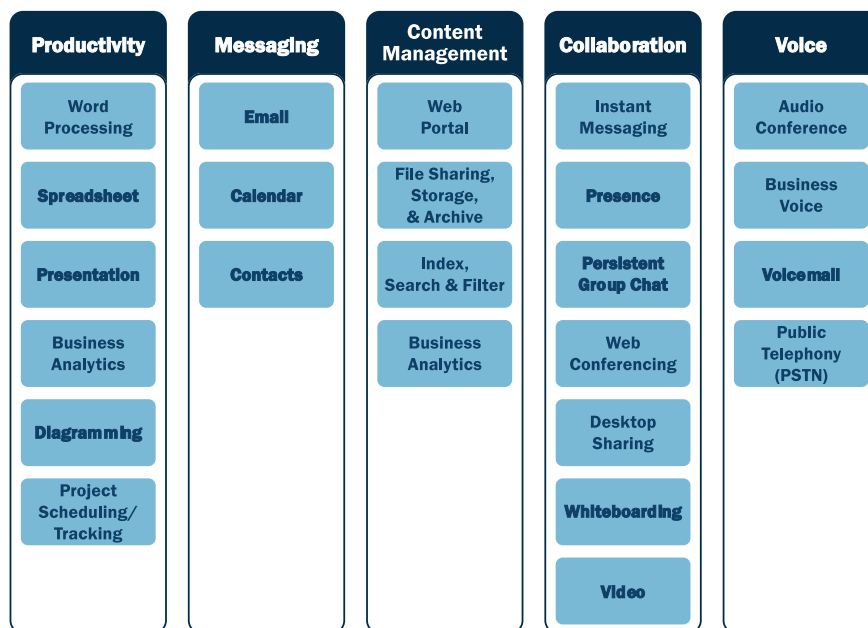 Productivity
Word
Processing
Spreadsheet
Presentation
Business
Analytics
Diagramming
Project
Scheduling/
Tracking
Messaging
Email
Calendar
Contacts
Content
Management
Web
Portal
File Sharing,
Storage,
& Archive
Index,
Search & Filter
Business
Analytics
Collaboration
Instant
Messaging
Presence
Persistent
Group Chat
Web
Conferencing
Desktop
Sharing
Whiteboarding
Video
Voice
Audio
Conference
Business
Voice
Voicemail
Public
Telephony
(PSTN)